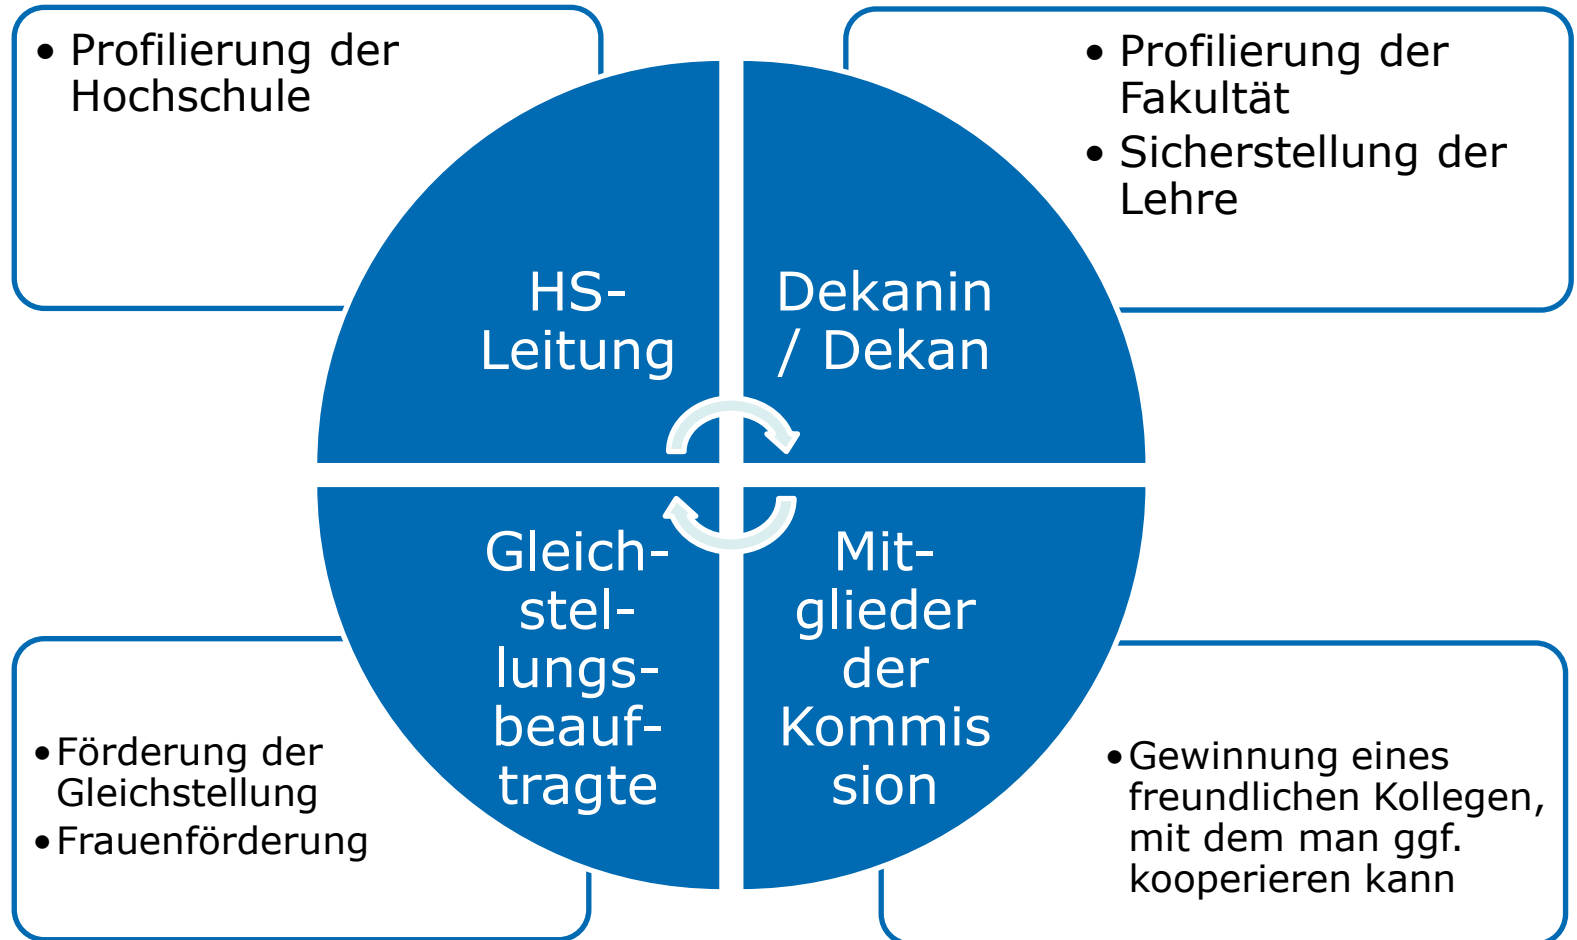 • Profilierung der
Hochschule
• Profilierung der
Fakultät
• Sicherstellung der
Lehre
HS-
Leitung
Dekanin
/ Dekan
Gleich-
stel-
lungs-
beauf-
tragte
Mit-
glieder
der
Kommis
sion
• Förderung der
Gleichstellung
• Frauenförderung
• Gewinnung eines
freundlichen Kollegen,
mit dem man ggf.
kooperieren kann